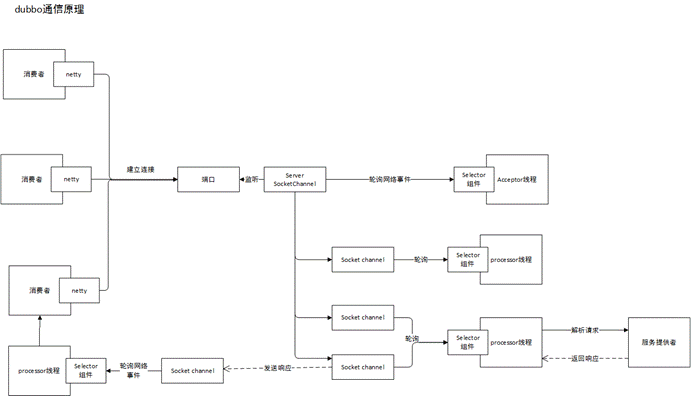 dubbo通信原理
消费者
netty
消费者
netty
建立连接
端口
监听
Server
SocketChannel
轮询网络事件
Selector
组件
Acceptor线程
Socket channel
轮询
Selector
组件
processor线程
消费者
netty
Socket channel
轮询
Selector
组件
processor线程
解析请求
返回响应
服务提供者
Socket channel
发送响应
Socket channel
轮询网络
事件
Selector
组件
processor线程